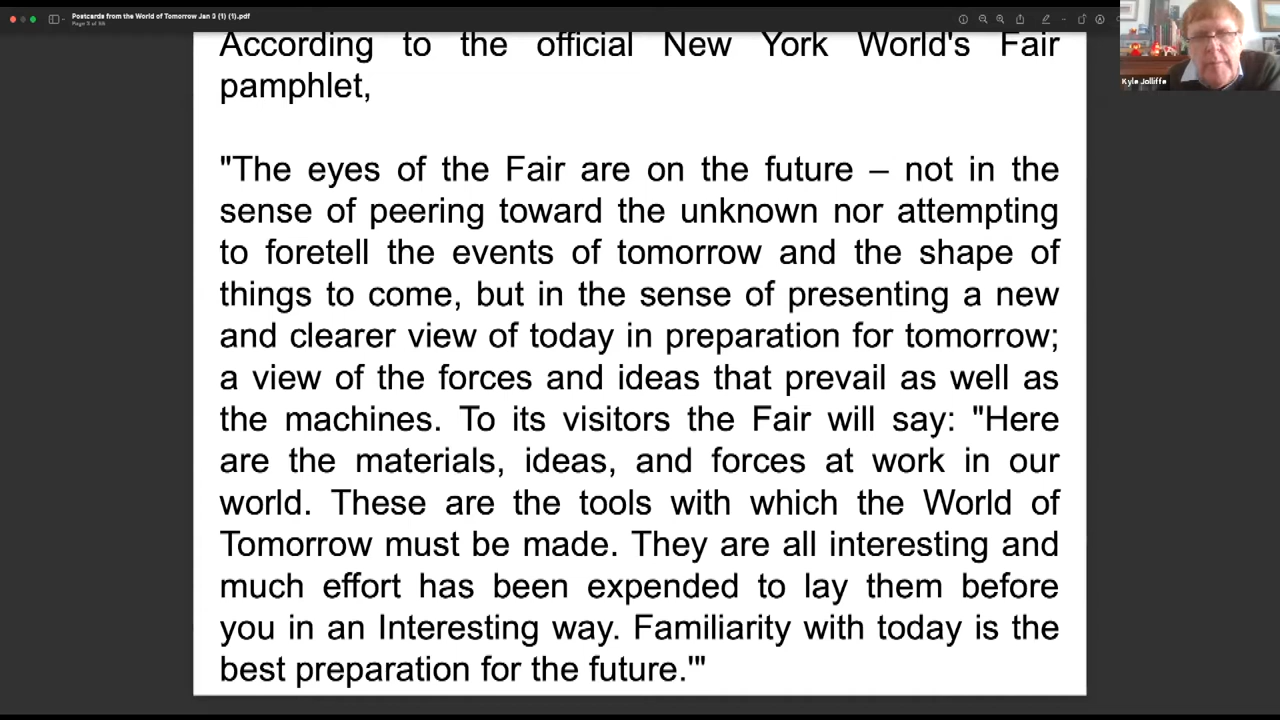 Postcards from the World of Tomorrow Jan 3 (1) (1).pdf
Page 3 of 55
Kyle Jolliffe
According to the official New York World's Fair
pamphlet,
"The eyes of the Fair are on the future – not in the
sense of peering toward the unknown nor attempting
to foretell the events of tomorrow and the shape of
things to come, but in the sense of presenting a new
and clearer view of today in preparation for tomorrow;
a view of the forces and ideas that prevail as well as
the machines. To its visitors the Fair will say: "Here
are the materials, ideas, and forces at work in our
world. These are the tools with which the World of
Tomorrow must be made. They are all interesting and
much effort has been expended to lay them before
you in an Interesting way. Familiarity with today is the
best preparation for the future.'"